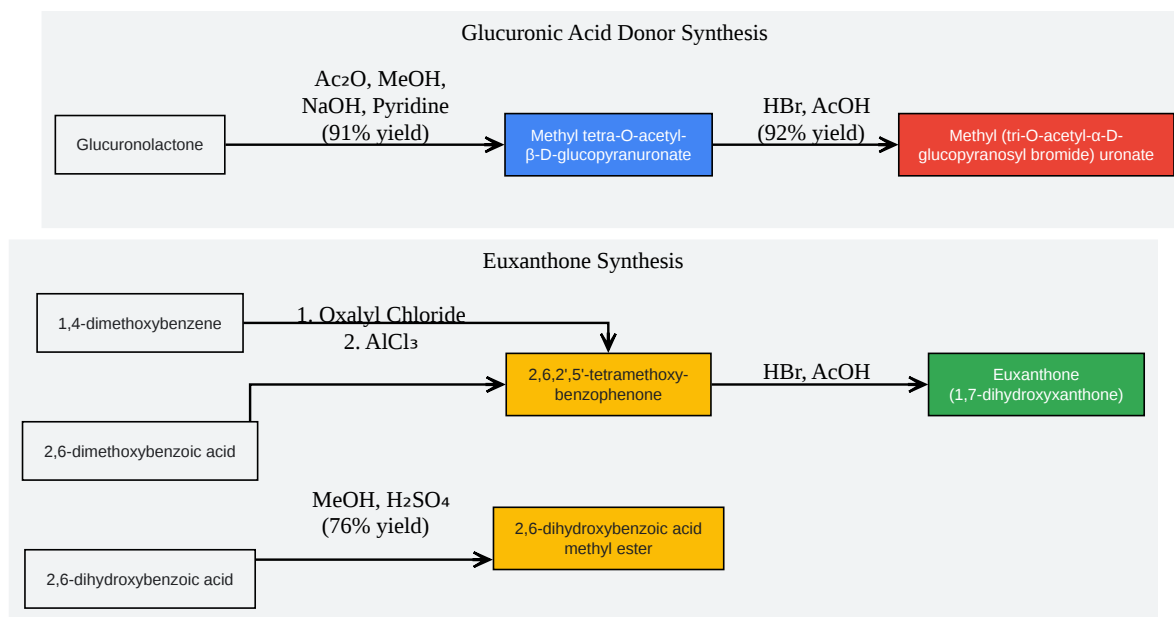 Glucuronic Acid Donor Synthesis
Ac₂O, MeOH,
NaOH, Pyridine
(91% yield)
HBr, AcOH
(92% yield)
Glucuronolactone
Methyl tetra-O-acetyl-
β-D-glucopyranuronate
Methyl (tri-O-acetyl-α-D-
glucopyranosyl bromide) uronate
Euxanthone Synthesis
1,4-dimethoxybenzene
1. Oxalyl Chloride
2. AlCl₃
2,6,2',5'-tetramethoxy-
benzophenone
HBr, AcOH
Euxanthone
(1,7-dihydroxyxanthone)
2,6-dimethoxybenzoic acid
MeOH, H₂SO₄
(76% yield)
2,6-dihydroxybenzoic acid
methyl ester
2,6-dihydroxybenzoic acid